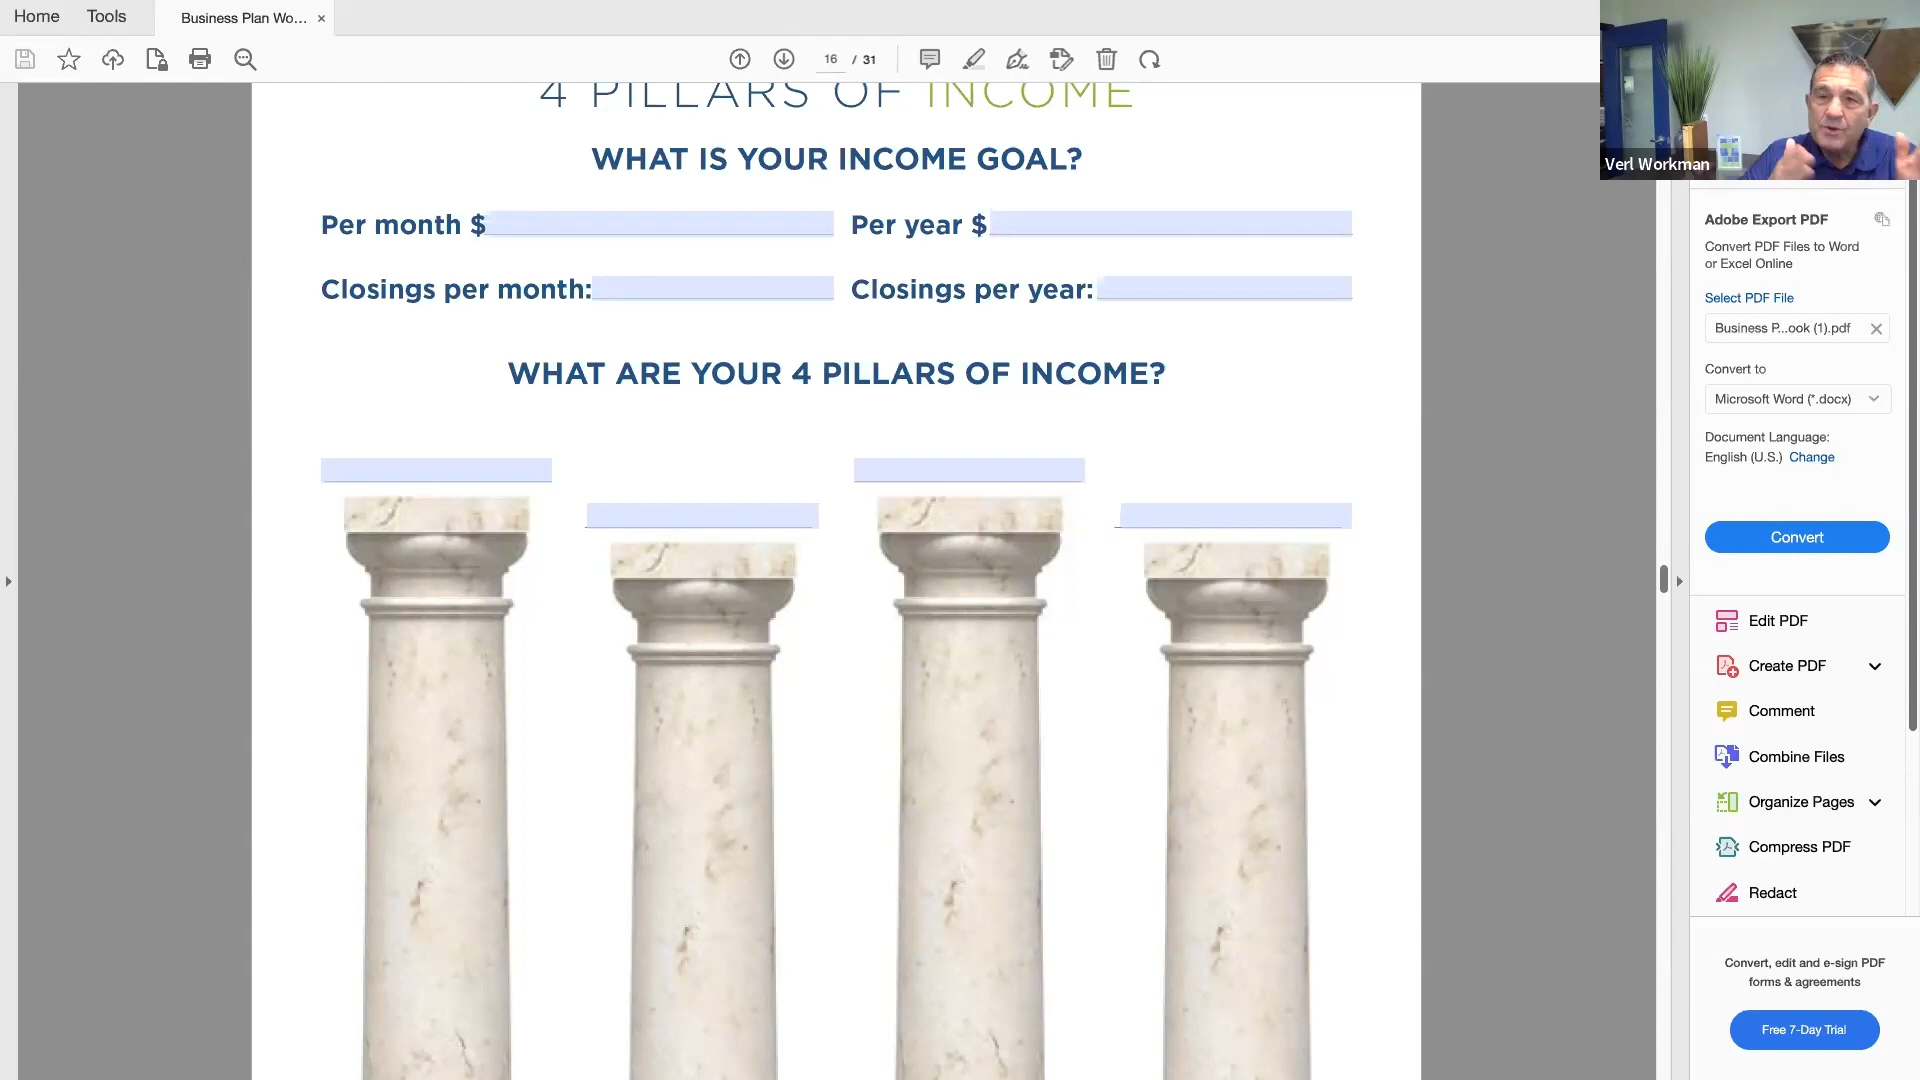 Home Tools Business Plan Wo... ×
16 / 31
Verl Workman
4 PILLARS OF INCOME
WHAT IS YOUR INCOME GOAL?
Per month $ Per year $
Closings per month: Closings per year:
WHAT ARE YOUR 4 PILLARS OF INCOME?
Adobe Export PDF
Convert PDF Files to Word
or Excel Online
Select PDF File
Business P...ook (1).pdf
Convert to
Microsoft Word (*.docx)
Document Language:
English (U.S.) Change
Convert
Edit PDF
Create PDF
Comment
Combine Files
Organize Pages
Compress PDF
Redact
Convert, edit and e-sign PDF
forms & agreements
Free 7-Day Trial